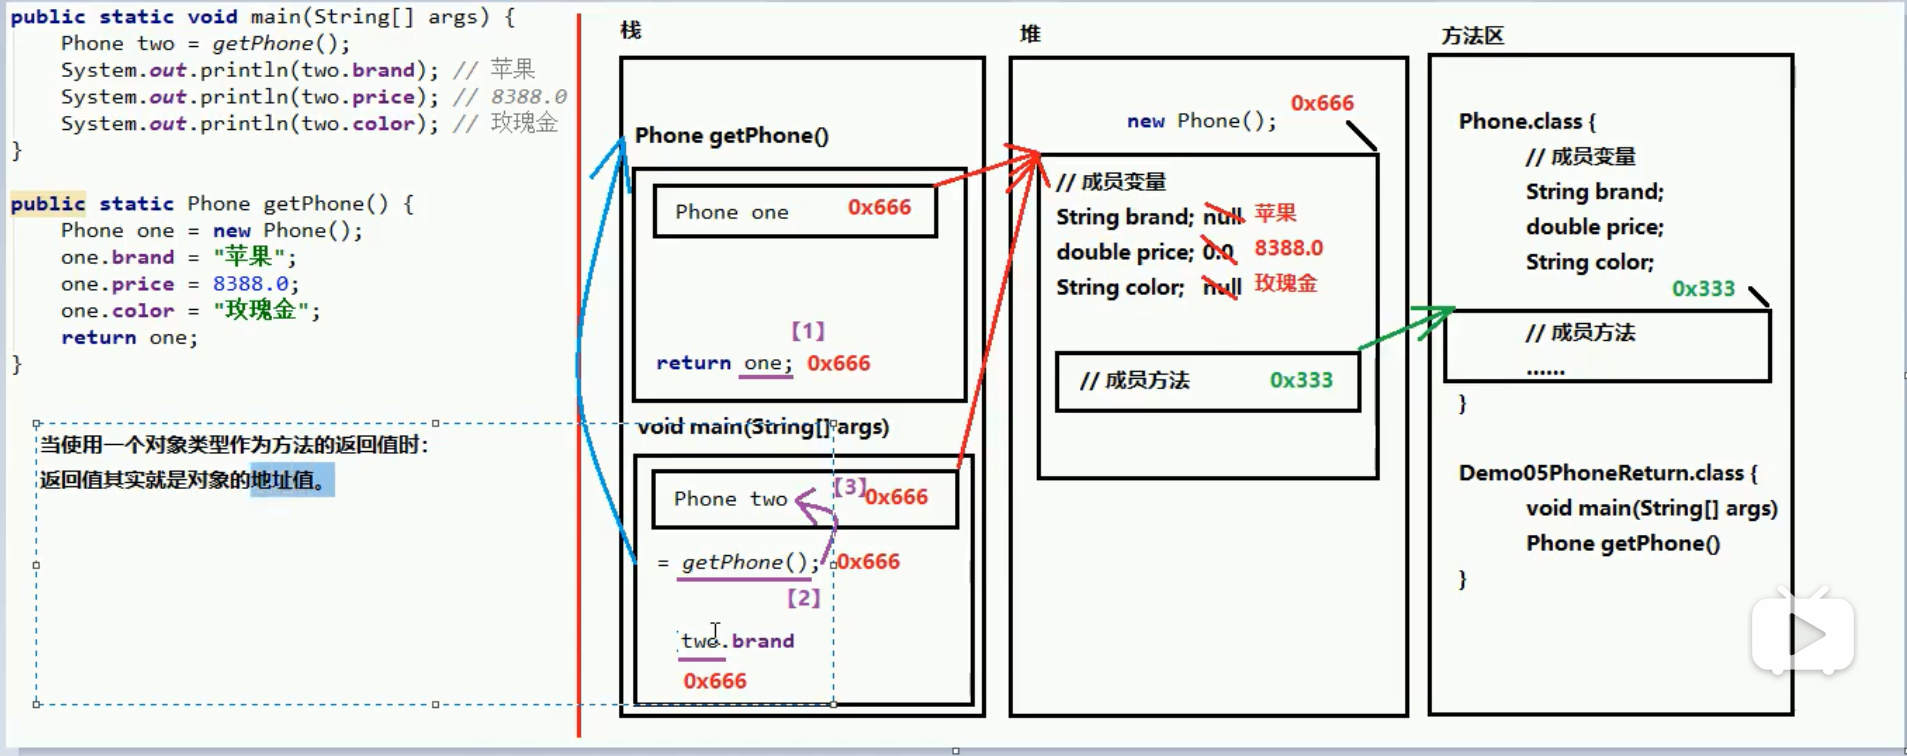 public static void main(String[] args) {
Phone two = getPhone();
System.out.println(two.brand); // 苹果
System.out.println(two.price); // 8388.0
System.out.println(two.color); // 玫瑰金
}
public static Phone getPhone() {
Phone one = new Phone();
one.brand = "苹果";
one.price = 8388.0;
one.color = "玫瑰金";
return one;
}
当使用一个对象类型作为方法的返回值时：
返回值其实就是对象的地址值。
栈
Phone getPhone()
Phone one 0x666
【1】
return one; 0x666
void main(String[] args)
Phone two 【3】 0x666
= getPhone(); 0x666
【2】
two.brand
0x666
堆
0x666
new Phone();
// 成员变量
String brand; null 苹果
double price; 0.0 8388.0
String color; null 玫瑰金
// 成员方法 0x333
方法区
Phone.class {
// 成员变量
String brand;
double price;
String color;
0x333
// 成员方法
......
}
Demo05PhoneReturn.class {
void main(String[] args)
Phone getPhone()
}